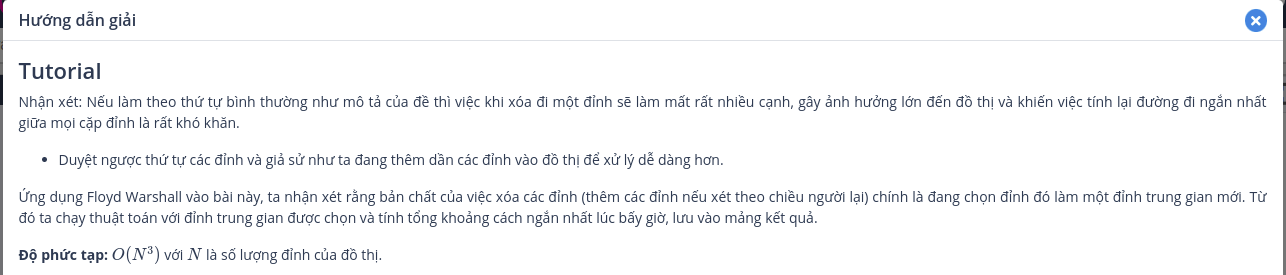 Hướng dẫn giải
Tutorial
Nhận xét: Nếu làm theo thứ tự bình thường như mô tả của đề thì việc khi xóa đi một đỉnh sẽ làm mất rất nhiều cạnh, gây ảnh hưởng lớn đến đồ thị và khiến việc tính lại đường đi ngắn nhất
giữa mọi cặp đỉnh là rất khó khăn.
• Duyệt ngược thứ tự các đỉnh và giả sử như ta đang thêm dần các đỉnh vào đồ thị để xử lý dễ dàng hơn.
Ứng dụng Floyd Warshall vào bài này, ta nhận xét rằng bản chất của việc xóa các đỉnh (thêm các đỉnh nếu xét theo chiều người lại) chính là đang chọn đỉnh đó làm một đỉnh trung gian mới. Từ
đó ta chạy thuật toán với đỉnh trung gian được chọn và tính tổng khoảng cách ngắn nhất lúc bấy giờ, lưu vào mảng kết quả.
Độ phức tạp: O(N³) với N là số lượng đỉnh của đồ thị.